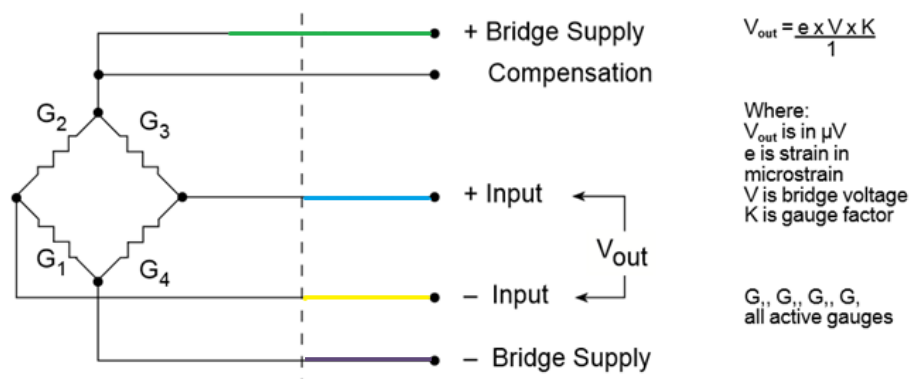 + Bridge Supply
Compensation
G2
G3
+ Input
Vout
G1
G4
– Input
– Bridge Supply
Vout = e x V x K
1
Where:
Vout is in µV
e is strain in
microstrain
V is bridge voltage
K is gauge factor
G,, G,, G,, G,
all active gauges